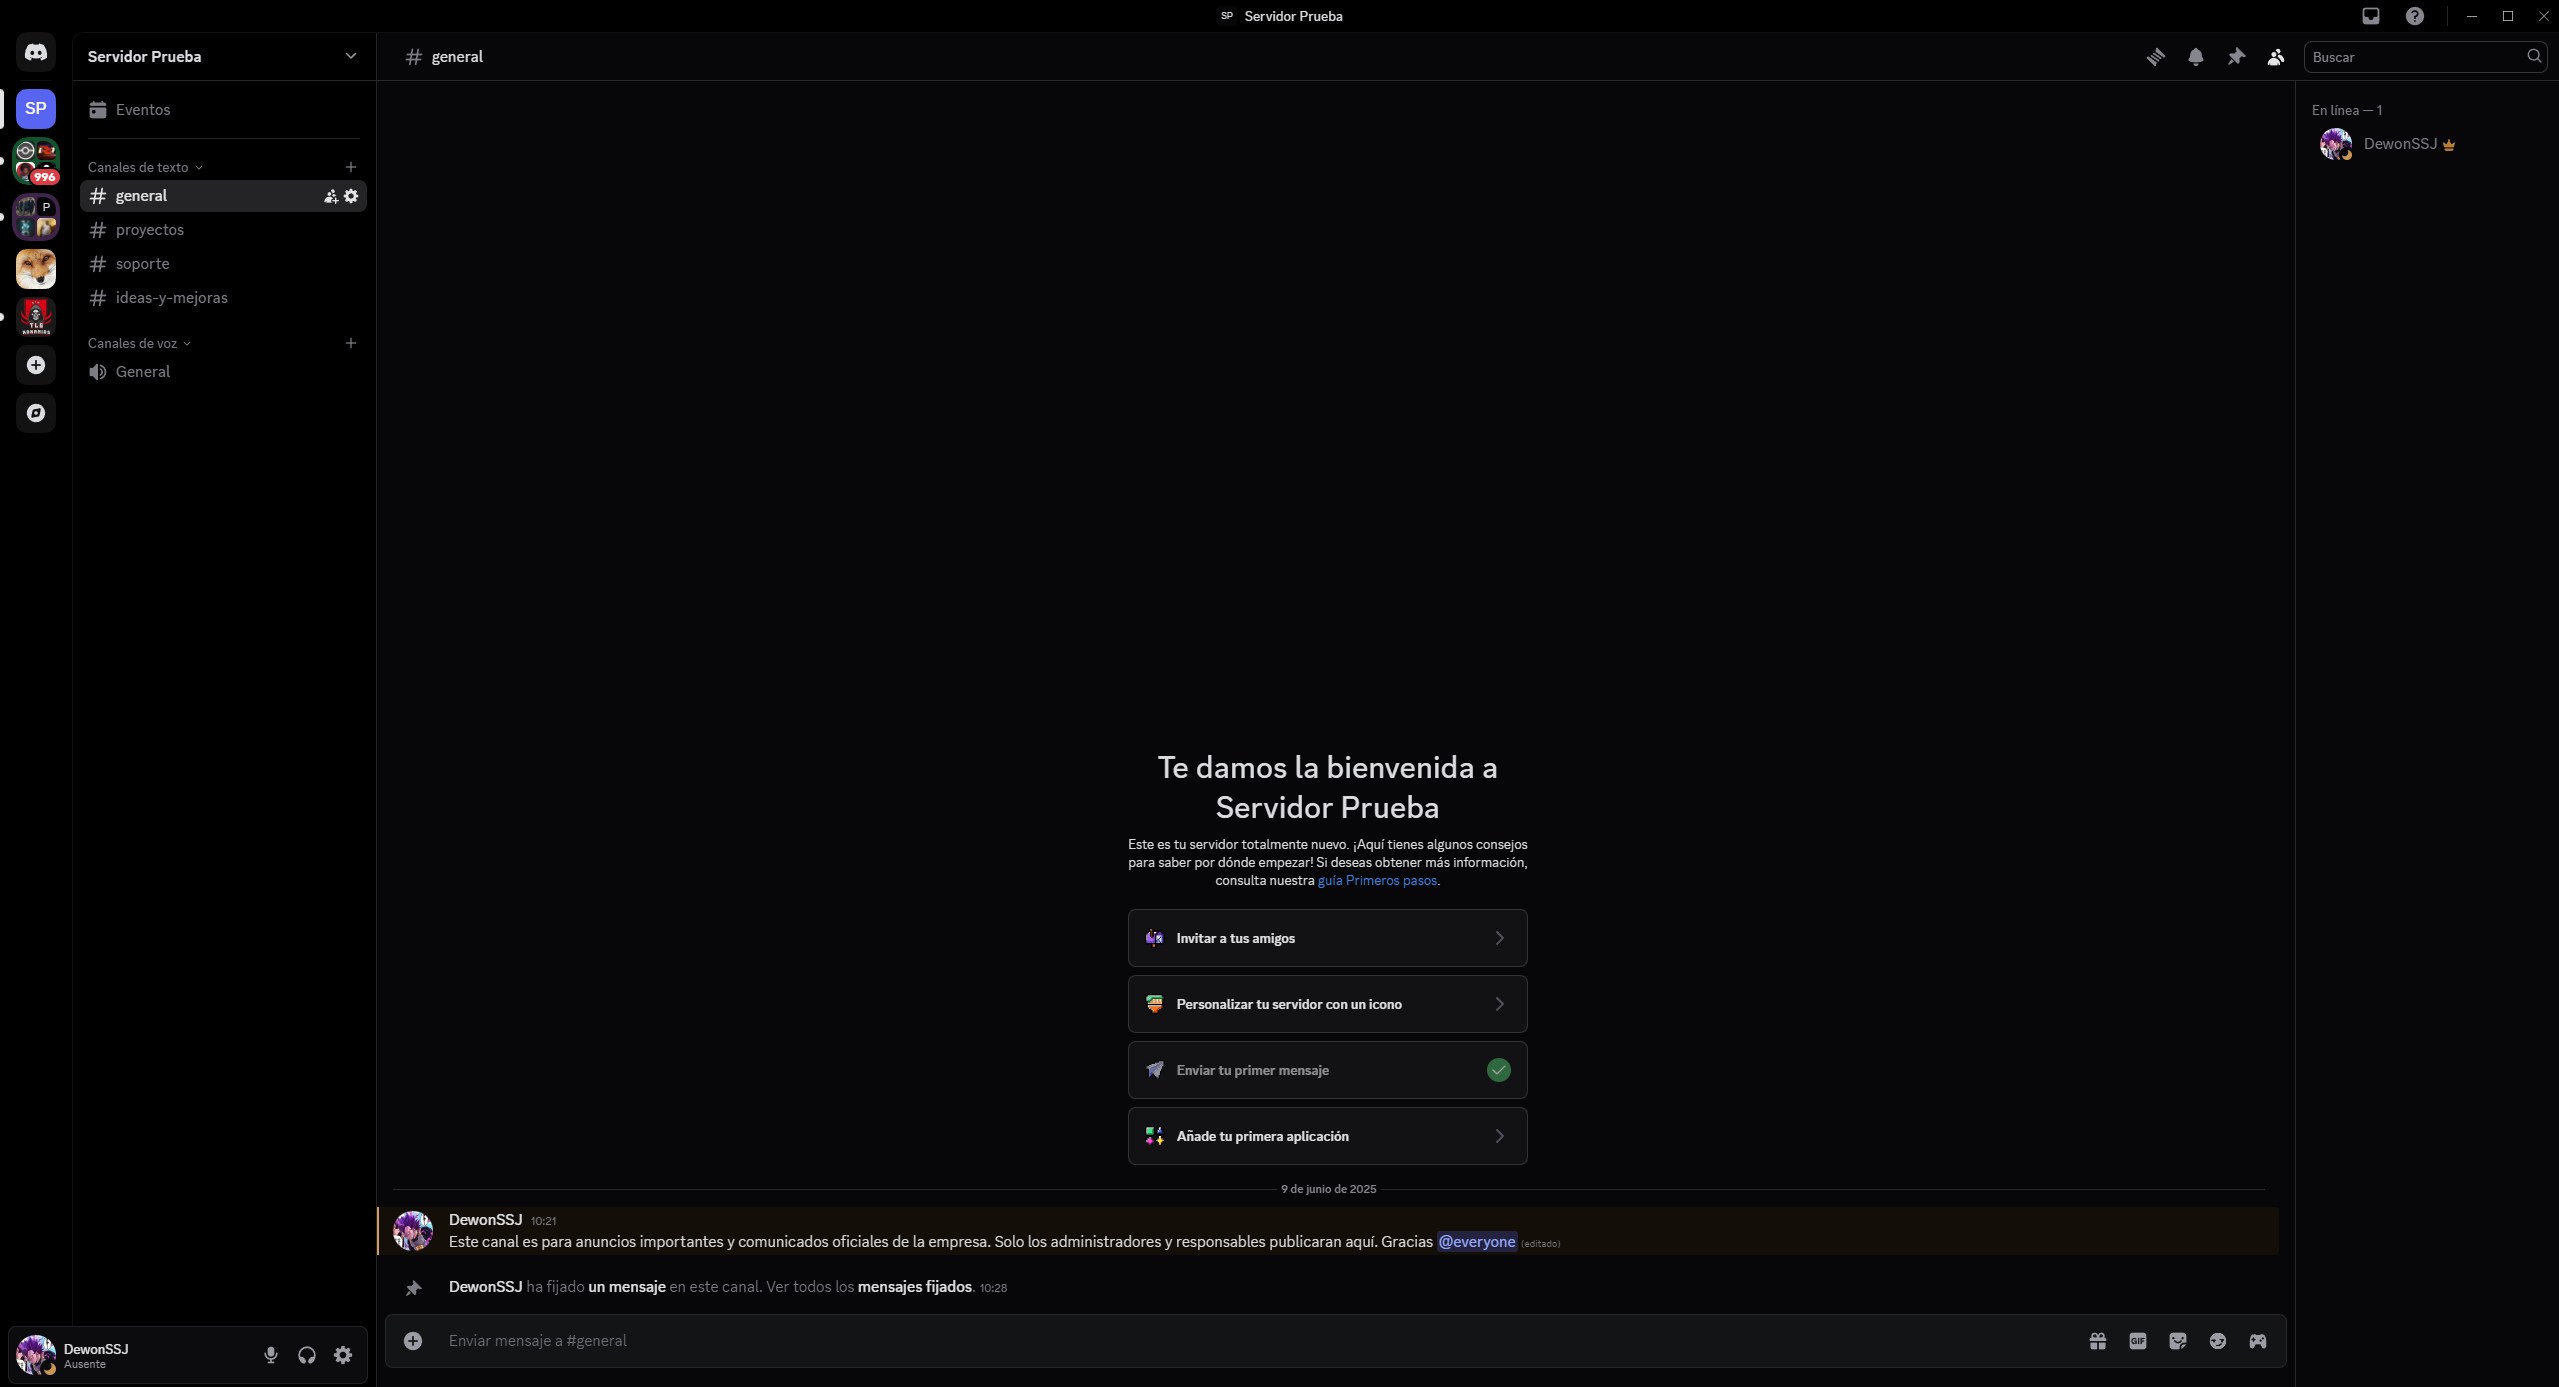 SP Servidor Prueba
Servidor Prueba
general
Buscar
SP
Eventos
En línea — 1
DewonSSJ
Canales de texto
996
general
P
proyectos
soporte
ideas-y-mejoras
TLG
Canales de voz
General
Te damos la bienvenida a
Servidor Prueba
Este es tu servidor totalmente nuevo. ¡Aquí tienes algunos consejos
para saber por dónde empezar! Si deseas obtener más información,
consulta nuestra guía Primeros pasos.
Invitar a tus amigos
Personalizar tu servidor con un icono
Enviar tu primer mensaje
Añade tu primera aplicación
9 de junio de 2025
DewonSSJ 10:21
Este canal es para anuncios importantes y comunicados oficiales de la empresa. Solo los administradores y responsables publicaran aquí. Gracias @everyone (editado)
DewonSSJ ha fijado un mensaje en este canal. Ver todos los mensajes fijados. 10:28
Enviar mensaje a #general
GIF
DewonSSJ
Ausente